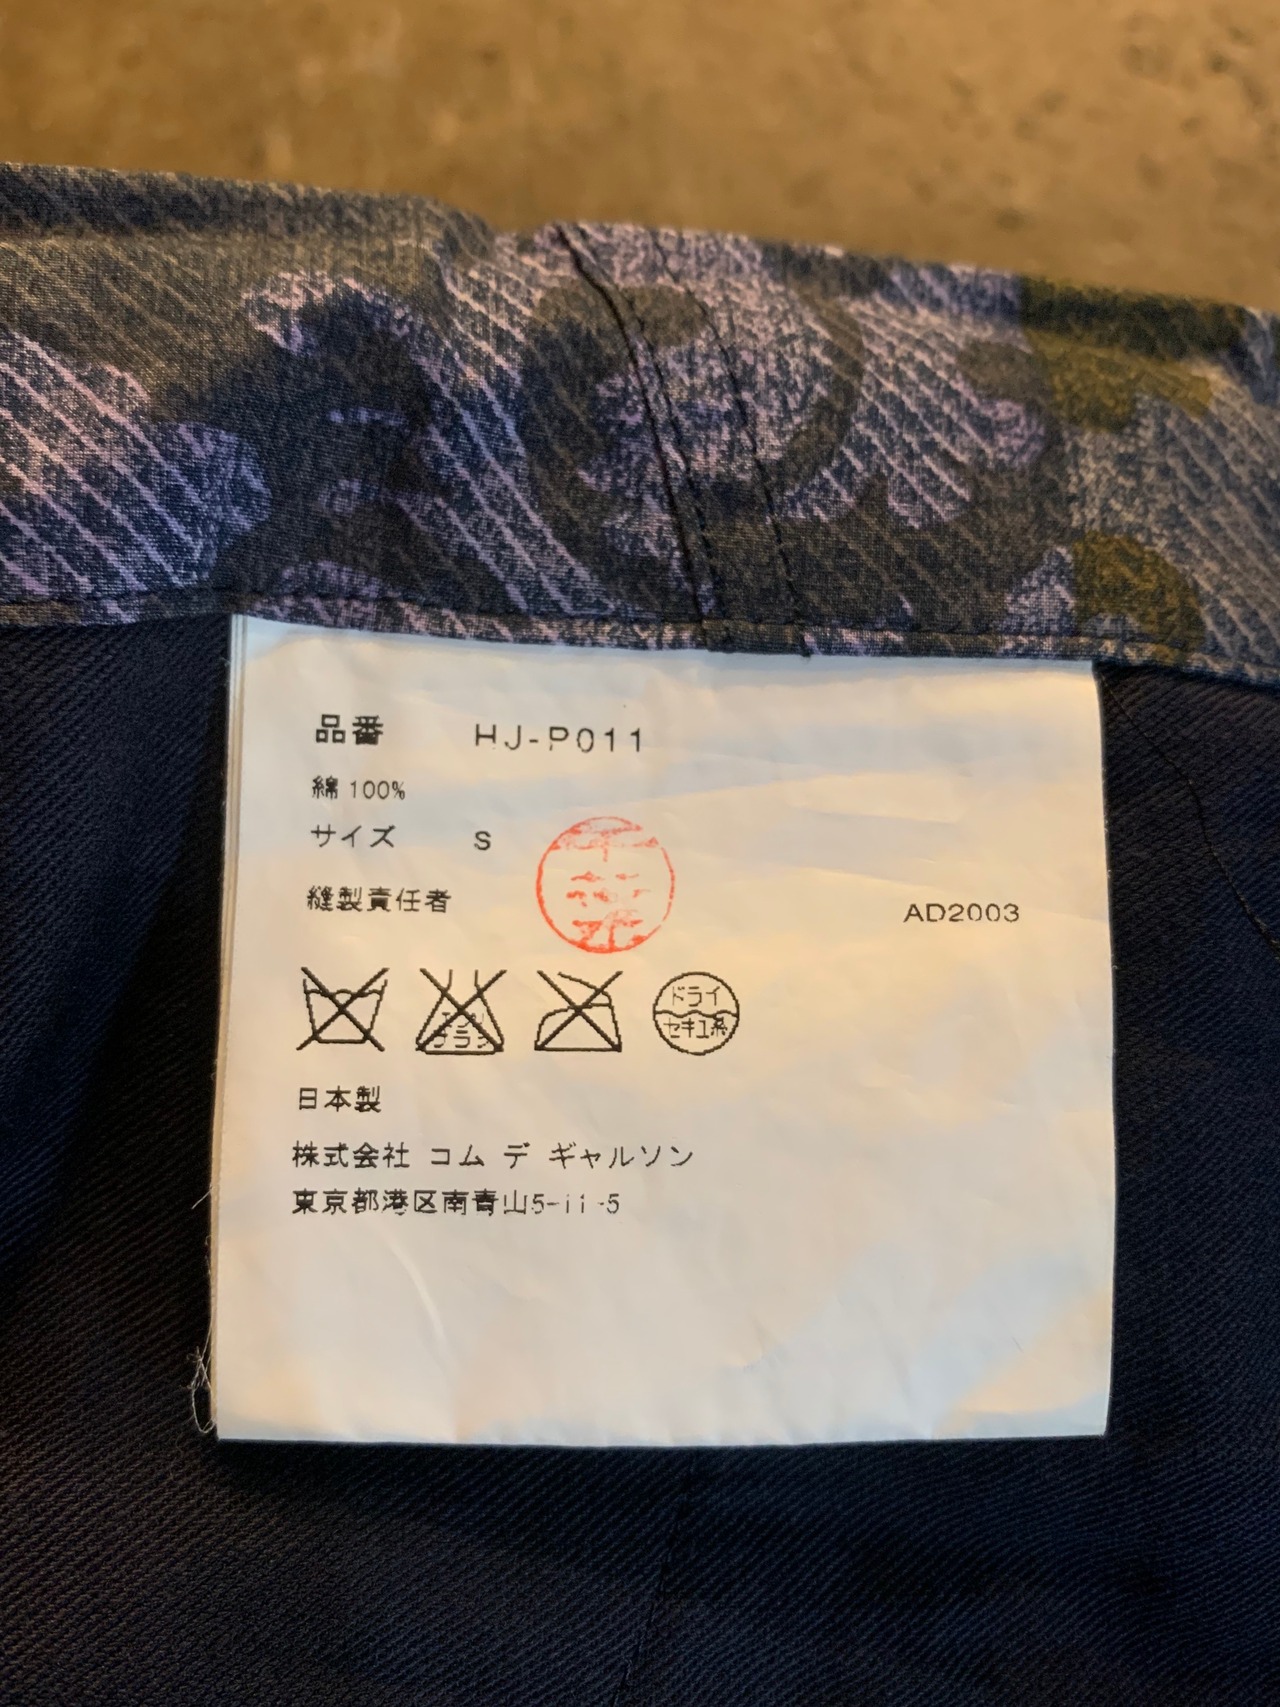 品番 HJ-P011
綿 100%
サイズ S
縫製責任者
AD2003
ドライ
セキユ系
日本製
株式会社 コム デ ギャルソン
東京都港区南青山5-11-5